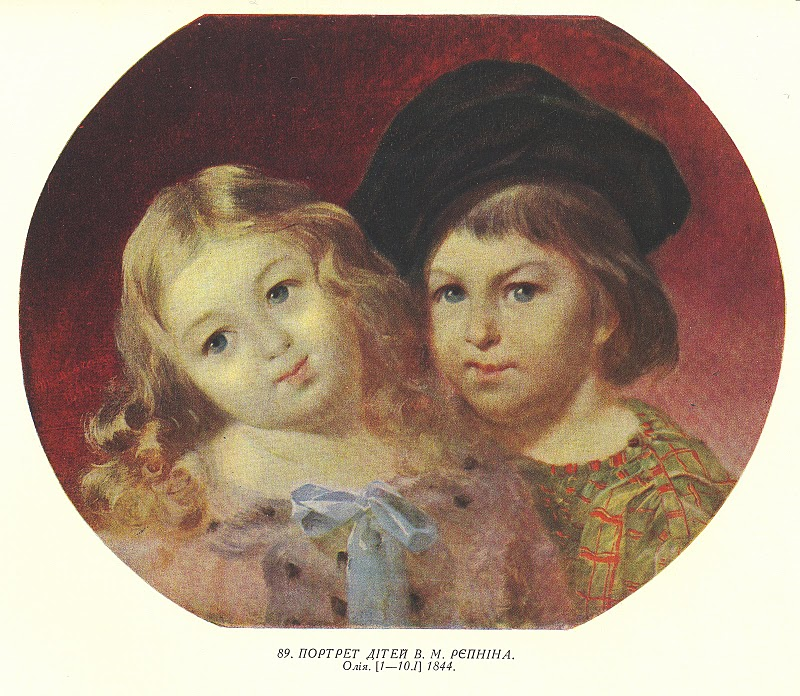 89. ПОРТРЕТ ДІТЕЙ В. М. РЄПНІНА.
Олія. [1—10.I] 1844.